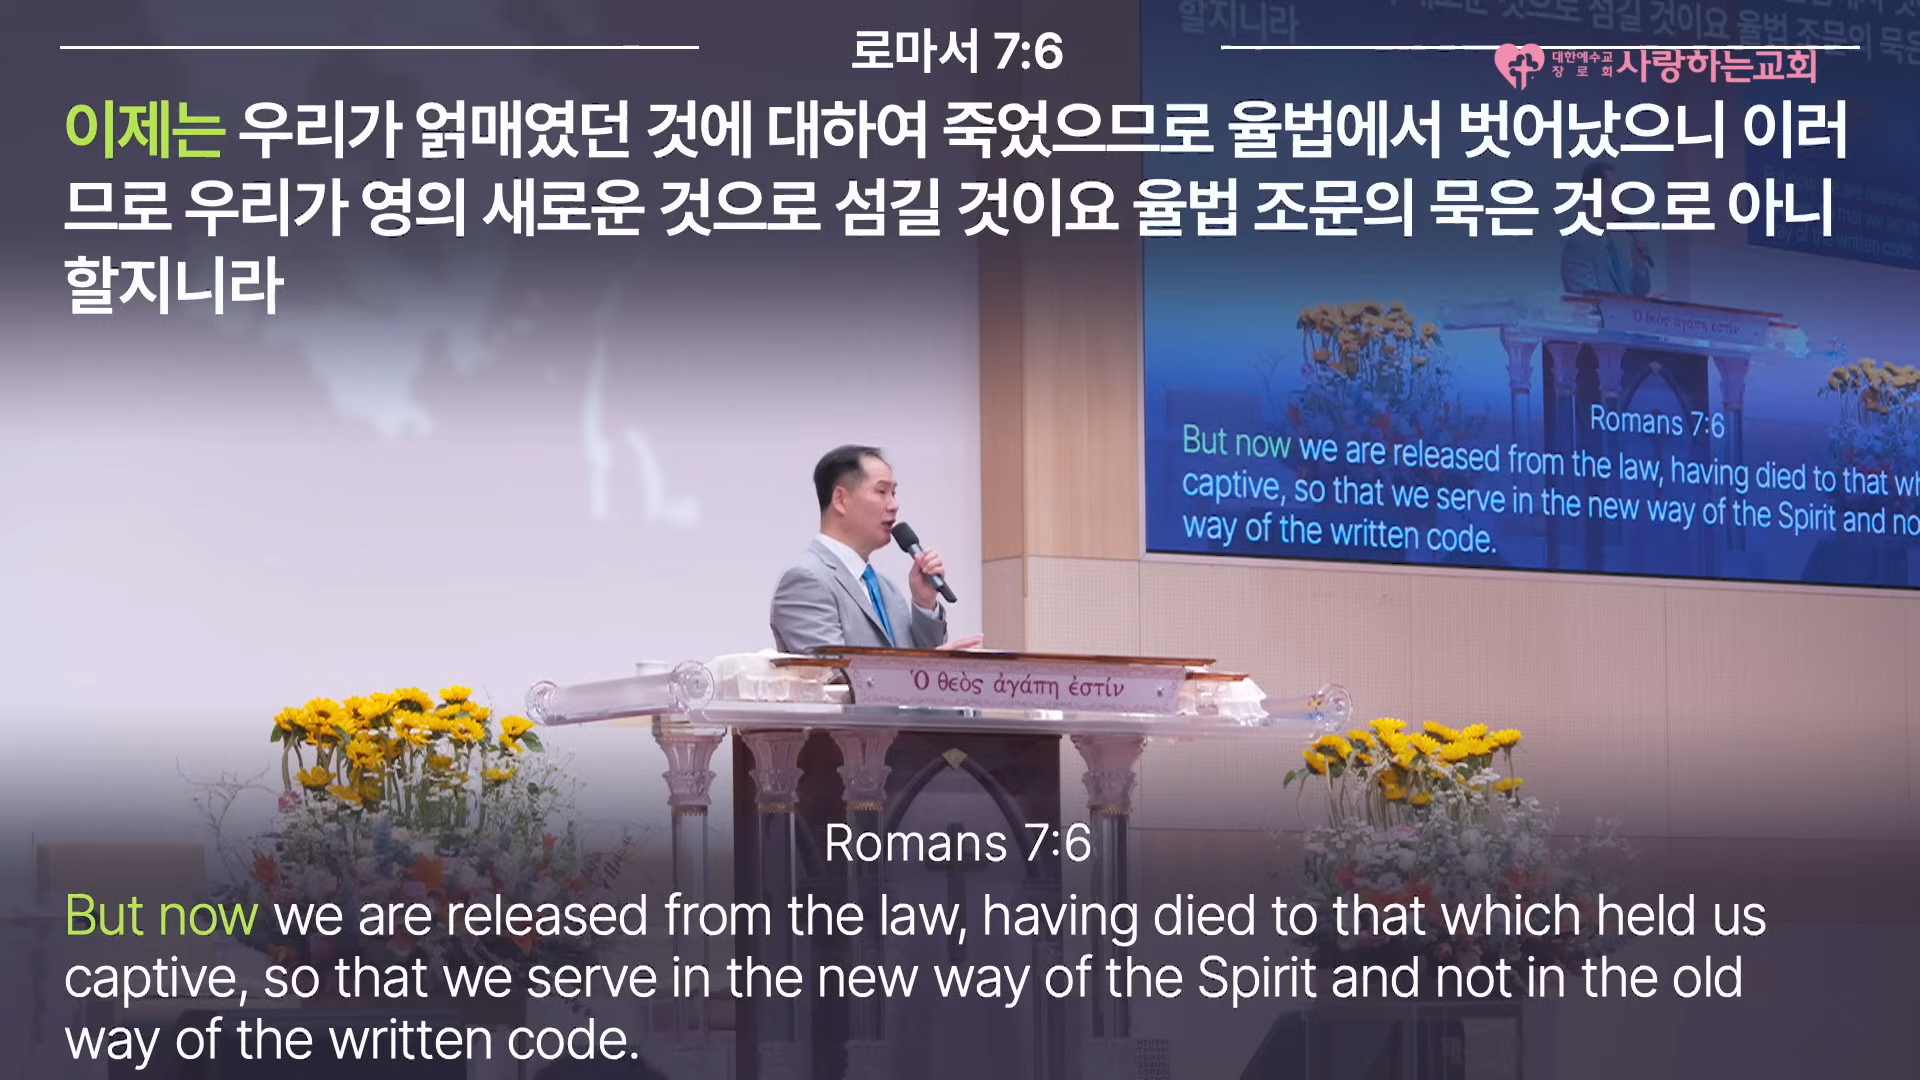 로마서 7:6
대한예수교
장로회 사랑하는교회
이제는 우리가 얽매였던 것에 대하여 죽었으므로 율법에서 벗어났으니 이러
므로 우리가 영의 새로운 것으로 섬길 것이요 율법 조문의 묵은 것으로 아니
할지니라
Romans 7:6
But now we are released from the law, having died to that wh
captive, so that we serve in the new way of the Spirit and no
way of the written code.
Ὁ θεὸς ἀγάπη ἐστίν
Romans 7:6
But now we are released from the law, having died to that which held us
captive, so that we serve in the new way of the Spirit and not in the old
way of the written code.